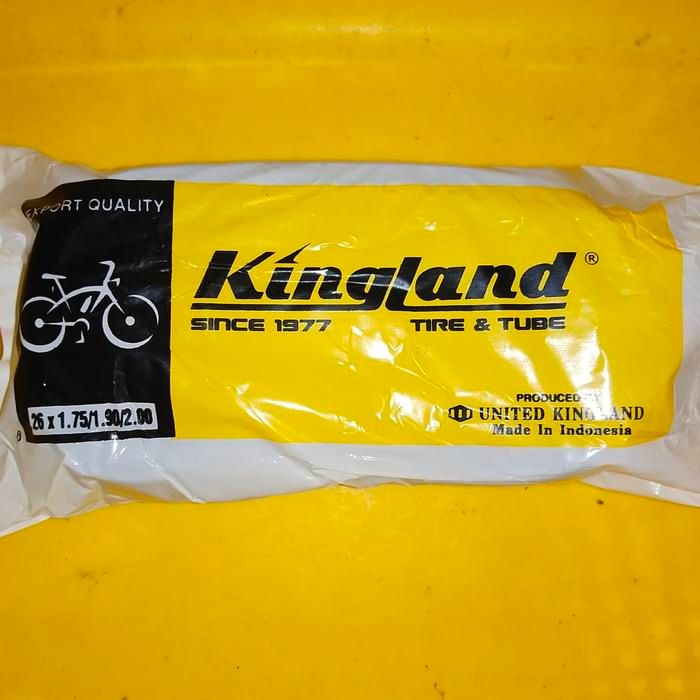 EXPORT QUALITY
Kingland®
SINCE 1977 TIRE & TUBE
26 x 1.75/1.90/2.00
PRODUCED BY
UNITED KINGLAND
Made In Indonesia